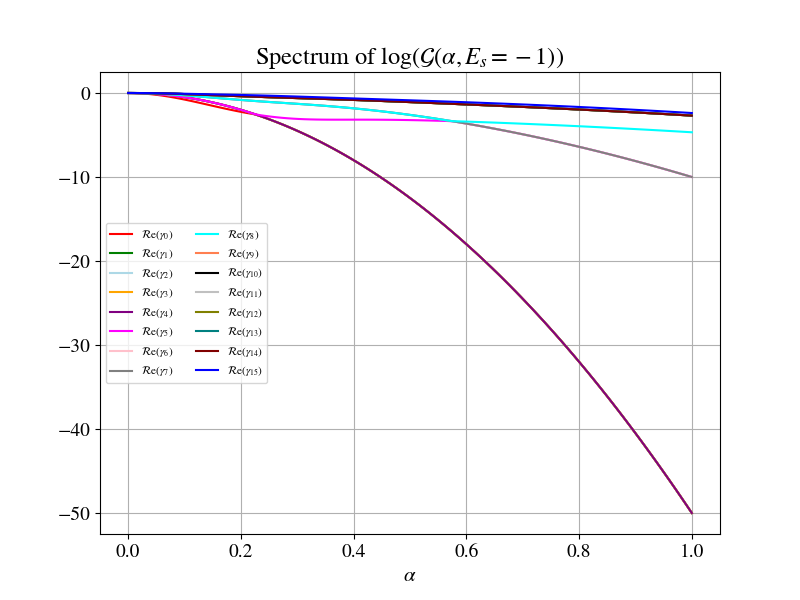 Spectrum of log(𝒢(α, E_s = −1))
0
−10
−20
−30
−40
−50
ℛe(γ₀)
ℛe(γ₁)
ℛe(γ₂)
ℛe(γ₃)
ℛe(γ₄)
ℛe(γ₅)
ℛe(γ₆)
ℛe(γ₇)
ℛe(γ₈)
ℛe(γ₉)
ℛe(γ₁₀)
ℛe(γ₁₁)
ℛe(γ₁₂)
ℛe(γ₁₃)
ℛe(γ₁₄)
ℛe(γ₁₅)
0.0 0.2 0.4 0.6 0.8 1.0
α